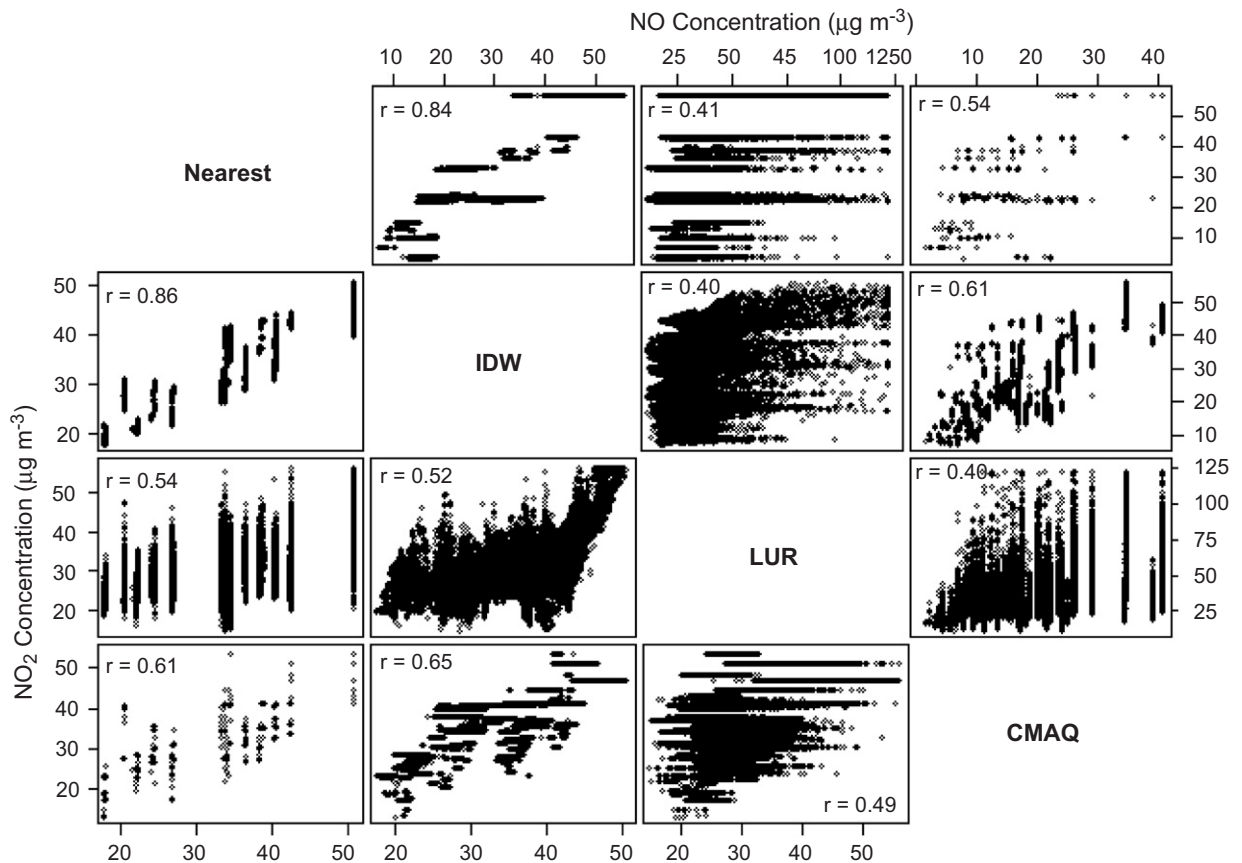 NO Concentration (μg m-3)
10 20 30 40 50 25 50 45 100 1250 10 20 30 40
Nearest
r = 0.84
r = 0.41
r = 0.54
50
40
30
20
10
50
40
30
20
r = 0.86
IDW
r = 0.40
r = 0.61
50
40
30
20
10
NO2 Concentration (μg m-3)
50
40
30
20
r = 0.54
r = 0.52
LUR
r = 0.40
125
100
75
50
25
50
40
30
20
r = 0.61
r = 0.65
r = 0.49
CMAQ
20 30 40 50 20 30 40 50 20 30 40 50